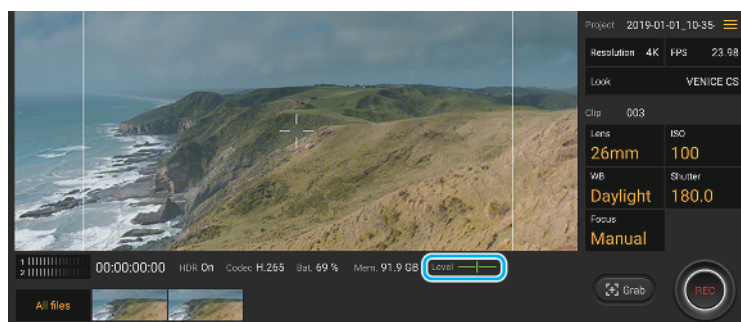 Project 2019-01-01_10-35-
Resolution 4K FPS 23.98
Look VENICE CS
Clip 003
Lens ISO
26mm 100
WB Shutter
Daylight 180.0
Focus
Manual
1
2
00:00:00:00 HDR On Codec H.265 Bat. 69 % Mem. 91.9 GB Level
All files
Grab
REC